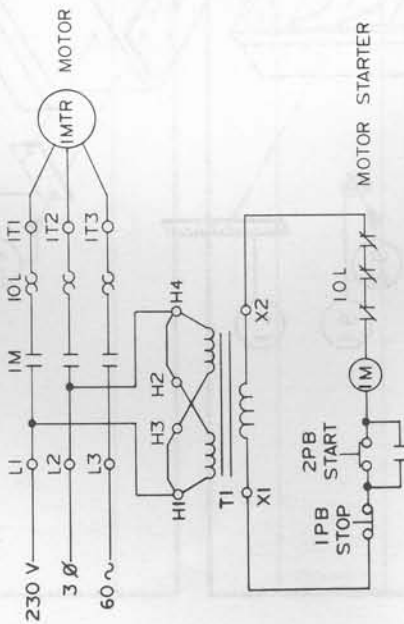 230 V
3 Ø
60 ~
L1
L2
L3
1M
1OL
1T1
1T2
1T3
1MTR
MOTOR
H1
H3
H2
H4
T1
X1
X2
1PB
STOP
2PB
START
1M
1OL
MOTOR STARTER